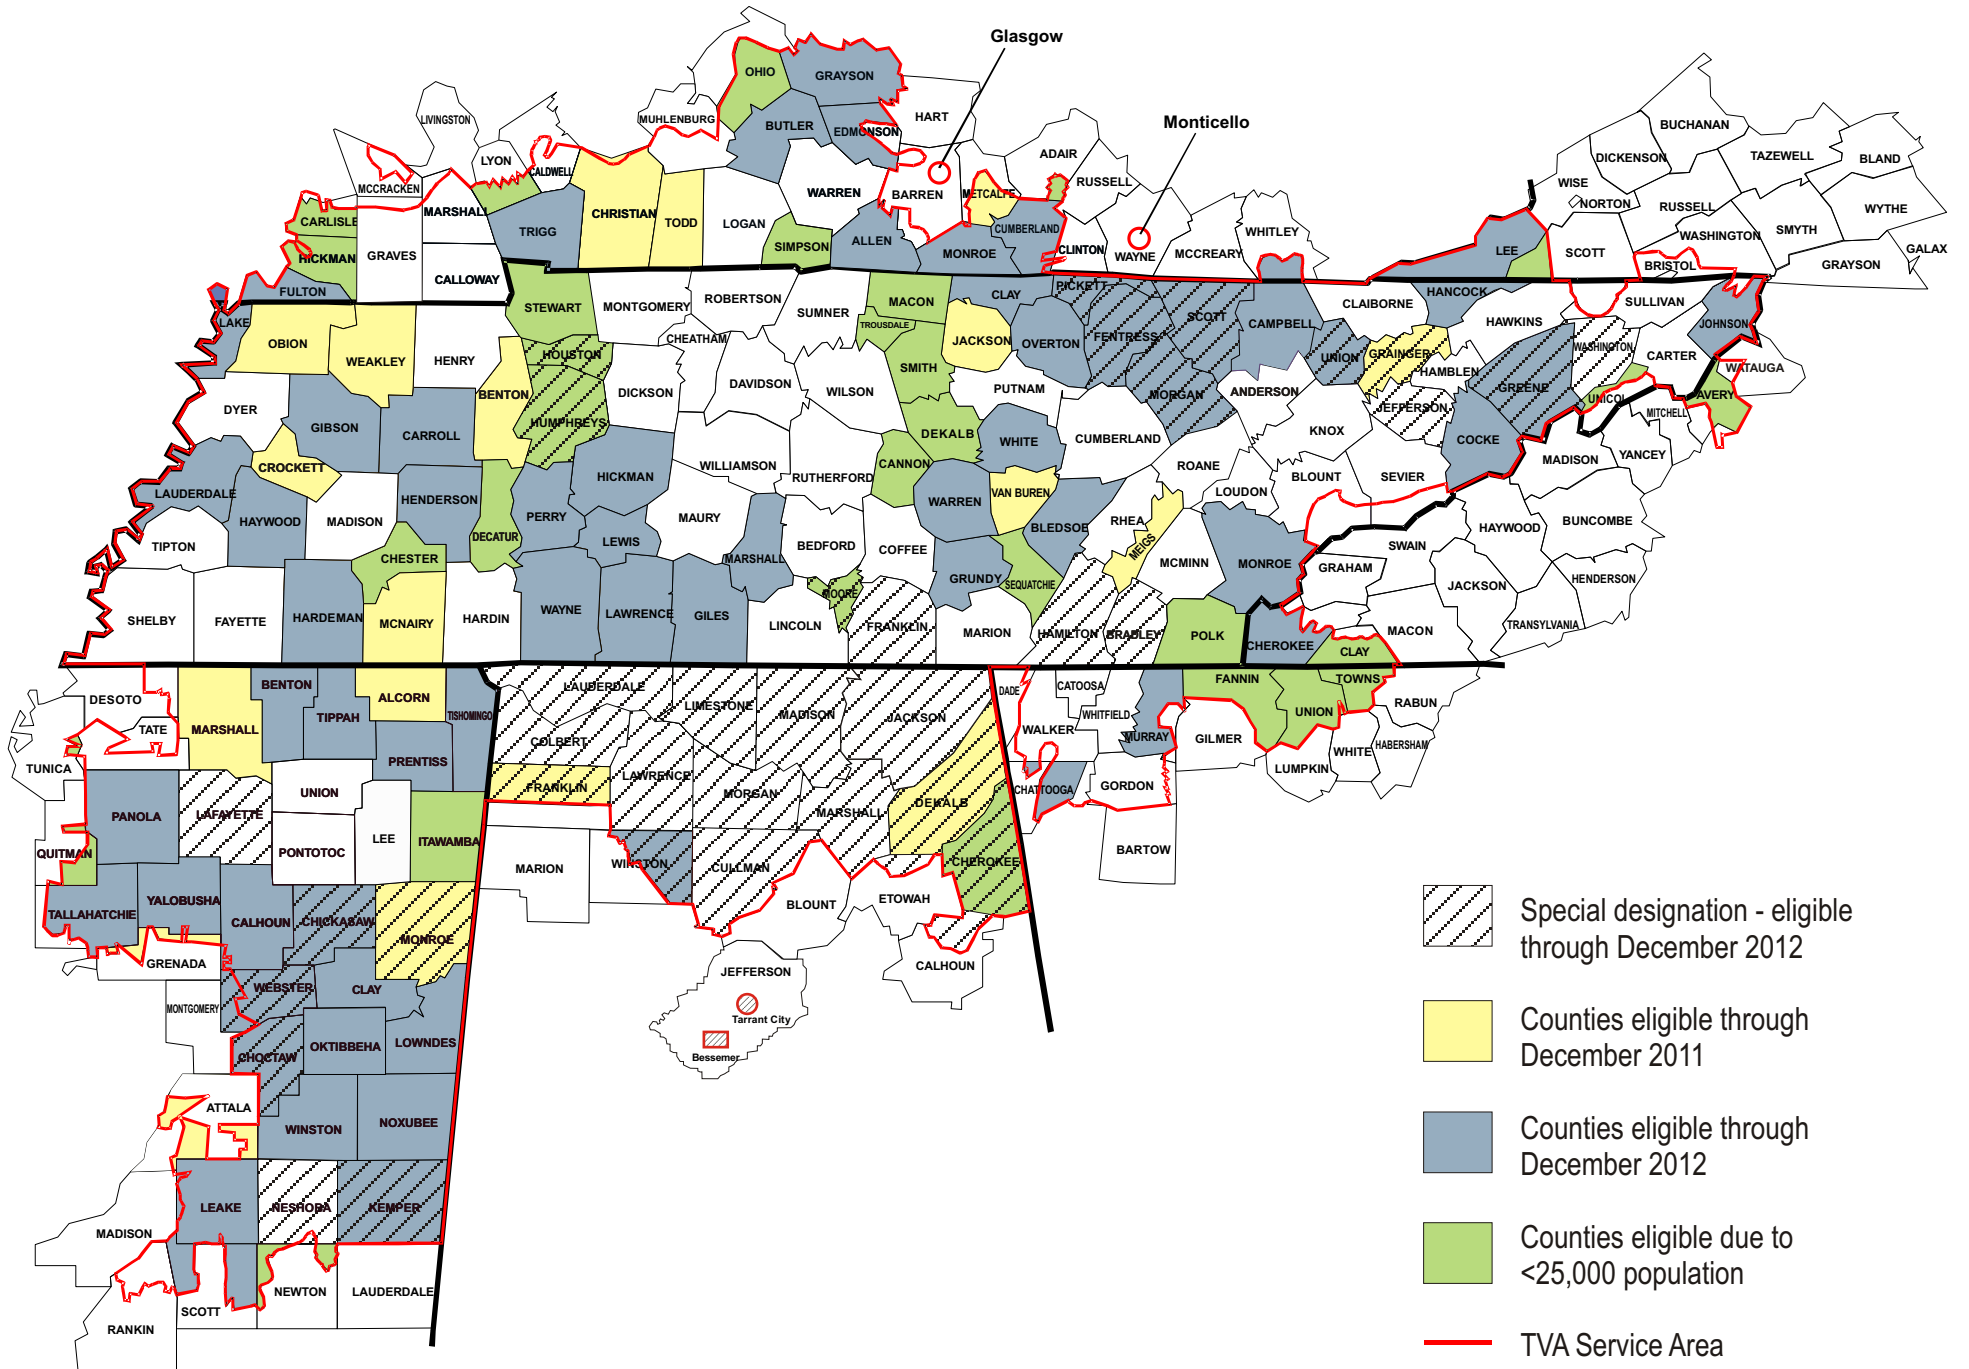 Glasgow
Monticello
OHIO
GRAYSON
LIVINGSTON
MUHLENBURG
BUTLER
EDMONSON
HART
LYON
CALDWELL
MCCRACKEN
CARLISLE
MARSHALL
HICKMAN
GRAVES
CALLOWAY
FULTON
TRIGG
CHRISTIAN
TODD
LOGAN
WARREN
SIMPSON
ALLEN
BARREN
METCALFE
ADAIR
RUSSELL
CUMBERLAND
MONROE
CLINTON
WAYNE
MCCREARY
WHITLEY
BUCHANAN
DICKENSON
TAZEWELL
BLAND
WISE
NORTON
RUSSELL
WASHINGTON
SMYTH
WYTHE
LEE
SCOTT
BRISTOL
GRAYSON
GALAX
LAKE
OBION
WEAKLEY
HENRY
STEWART
MONTGOMERY
ROBERTSON
SUMNER
MACON
TROUSDALE
CLAY
PICKETT
JACKSON
OVERTON
FENTRESS
SCOTT
CAMPBELL
CLAIBORNE
HANCOCK
HAWKINS
SULLIVAN
JOHNSON
CHEATHAM
HOUSTON
BENTON
HUMPHREYS
DICKSON
DAVIDSON
WILSON
SMITH
PUTNAM
MORGAN
ANDERSON
UNION
GRAINGER
HAMBLEN
WASHINGTON
CARTER
WATAUGA
DYER
GIBSON
CARROLL
CROCKETT
DEKALB
WHITE
CUMBERLAND
KNOX
JEFFERSON
GREENE
UNICOI
AVERY
MITCHELL
COCKE
MADISON
YANCEY
LAUDERDALE
HAYWOOD
MADISON
HENDERSON
DECATUR
PERRY
HICKMAN
WILLIAMSON
RUTHERFORD
CANNON
WARREN
VAN BUREN
BLEDSOE
ROANE
LOUDON
BLOUNT
SEVIER
TIPTON
CHESTER
LEWIS
MAURY
MARSHALL
BEDFORD
COFFEE
RHEA
MEIGS
MCMINN
MONROE
HAYWOOD
BUNCOMBE
SWAIN
GRAHAM
JACKSON
HENDERSON
SHELBY
FAYETTE
HARDEMAN
MCNAIRY
HARDIN
WAYNE
LAWRENCE
GILES
LINCOLN
MOORE
FRANKLIN
GRUNDY
SEQUATCHIE
MARION
HAMILTON
BRADLEY
POLK
CHEROKEE
CLAY
MACON
TRANSYLVANIA
DESOTO
TATE
TUNICA
MARSHALL
BENTON
TIPPAH
ALCORN
TISHOMINGO
PRENTISS
LAUDERDALE
LIMESTONE
MADISON
JACKSON
COLBERT
FRANKLIN
LAWRENCE
MORGAN
MARSHALL
DEKALB
DADE
CATOOSA
WALKER
WHITFIELD
MURRAY
FANNIN
UNION
TOWNS
RABUN
GILMER
WHITE
HABERSHAM
LUMPKIN
CHATTOOGA
GORDON
BARTOW
PANOLA
LAFAYETTE
UNION
PONTOTOC
LEE
ITAWAMBA
QUITMAN
MARION
WINSTON
CULLMAN
CHEROKEE
BLOUNT
ETOWAH
CALHOUN
JEFFERSON
Tarrant City
Bessemer
TALLAHATCHIE
YALOBUSHA
CALHOUN
CHICKASAW
MONROE
GRENADA
MONTGOMERY
WEBSTER
CLAY
CHOCTAW
OKTIBBEHA
LOWNDES
ATTALA
WINSTON
NOXUBEE
LEAKE
NESHOBA
KEMPER
MADISON
RANKIN
SCOTT
NEWTON
LAUDERDALE
Special designation - eligible
through December 2012
Counties eligible through
December 2011
Counties eligible through
December 2012
Counties eligible due to
<25,000 population
TVA Service Area